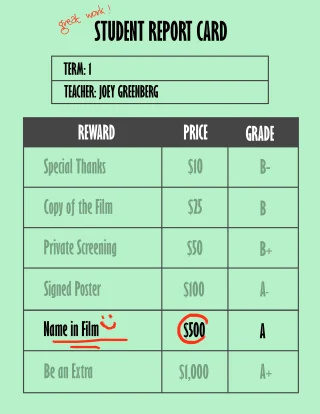 great work!
STUDENT REPORT CARD
TERM: 1
TEACHER: JOEY GREENBERG
REWARD PRICE GRADE
Special Thanks $10 B-
Copy of the Film $25 B
Private Screening $50 B+
Signed Poster $100 A-
Name in Film $500 A
Be an Extra $1,000 A+